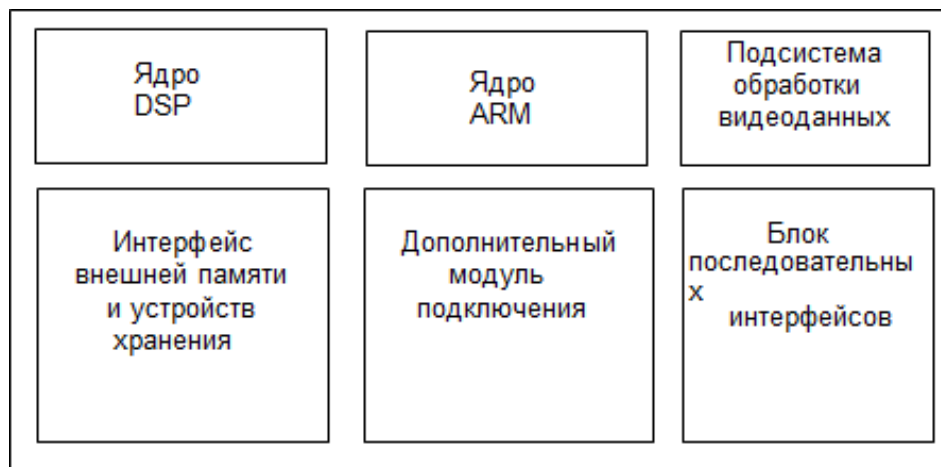 Ядро
DSP
Ядро
ARM
Подсистема
обработки
видеоданных
Интерфейс
внешней памяти
и устройств
хранения
Дополнительный
модуль
подключения
Блок
последовательны
х
интерфейсов